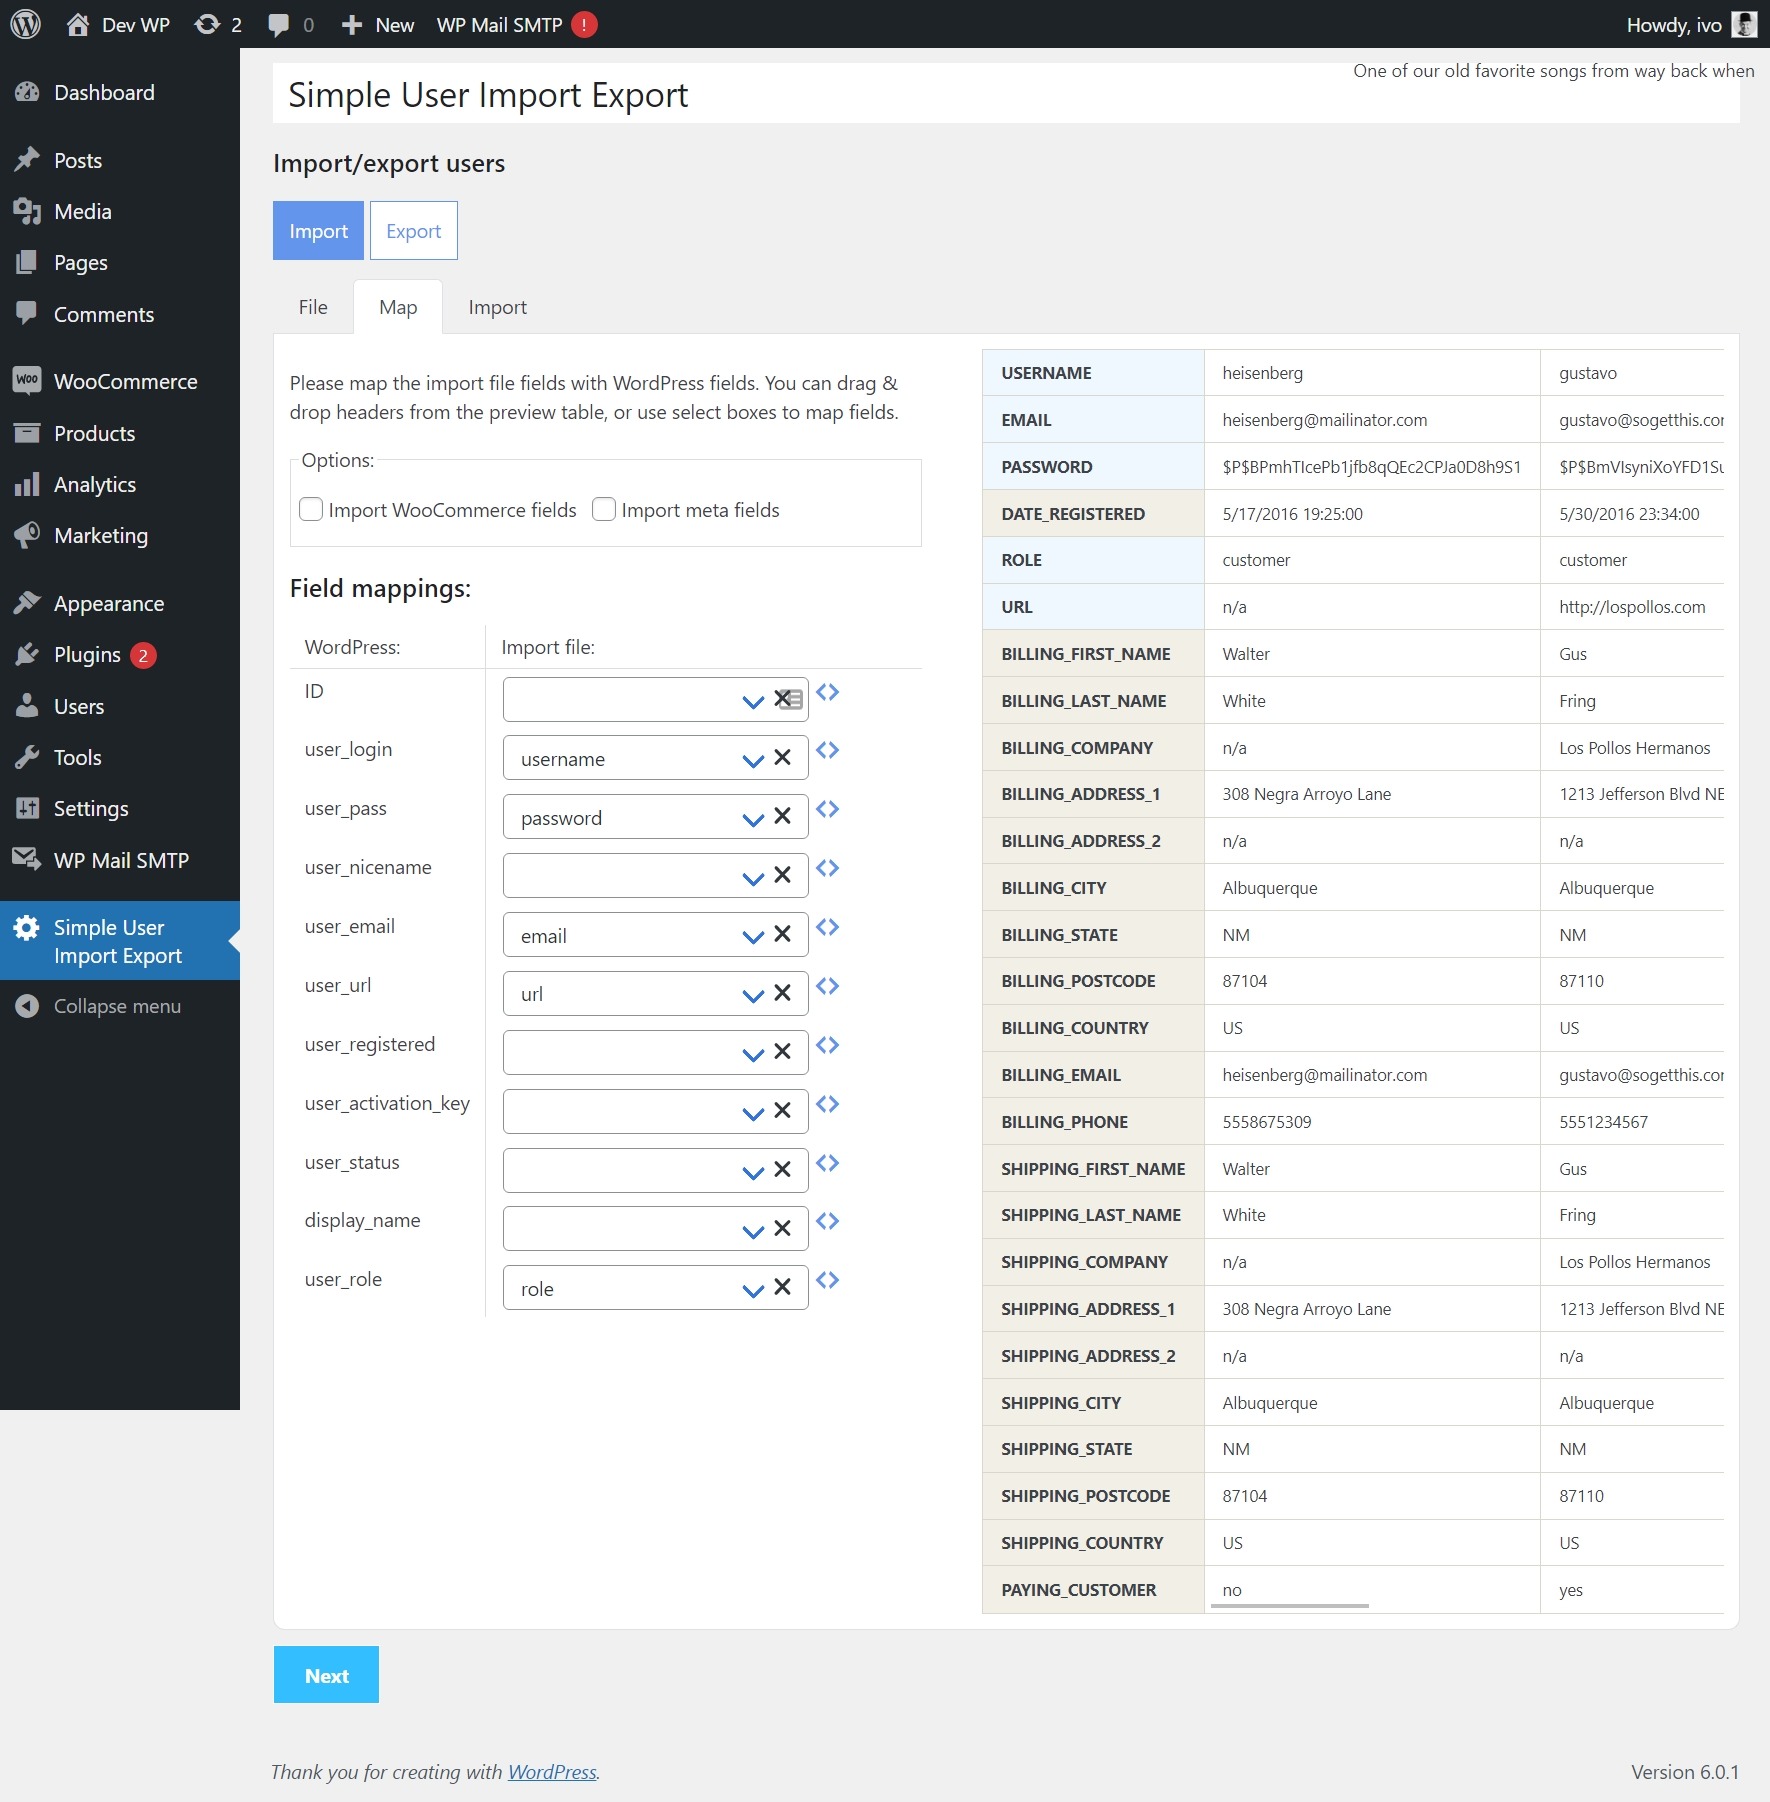 Dev WP 2 0 New WP Mail SMTP ! Howdy, ivo
One of our old favorite songs from way back when
Simple User Import Export
Dashboard
Posts
Media
Pages
Comments
WooCommerce
Products
Analytics
Marketing
Appearance
Plugins 2
Users
Tools
Settings
WP Mail SMTP
Simple User
Import Export
Collapse menu
Import/export users
Import Export
File Map Import
Please map the import file fields with WordPress fields. You can drag &
drop headers from the preview table, or use select boxes to map fields.
Options:
Import WooCommerce fields Import meta fields
Field mappings:
WordPress: Import file:
ID
user_login username
user_pass password
user_nicename
user_email email
user_url url
user_registered
user_activation_key
user_status
display_name
user_role role
USERNAME heisenberg gustavo
EMAIL heisenberg@mailinator.com gustavo@sogetthis.cor
PASSWORD $P$BPmhTIcePb1jfb8qQEc2CPJa0D8h9S1 $P$BmVIsyniXoYFD1Su
DATE_REGISTERED 5/17/2016 19:25:00 5/30/2016 23:34:00
ROLE customer customer
URL n/a http://lospollos.com
BILLING_FIRST_NAME Walter Gus
BILLING_LAST_NAME White Fring
BILLING_COMPANY n/a Los Pollos Hermanos
BILLING_ADDRESS_1 308 Negra Arroyo Lane 1213 Jefferson Blvd NE
BILLING_ADDRESS_2 n/a n/a
BILLING_CITY Albuquerque Albuquerque
BILLING_STATE NM NM
BILLING_POSTCODE 87104 87110
BILLING_COUNTRY US US
BILLING_EMAIL heisenberg@mailinator.com gustavo@sogetthis.cor
BILLING_PHONE 5558675309 5551234567
SHIPPING_FIRST_NAME Walter Gus
SHIPPING_LAST_NAME White Fring
SHIPPING_COMPANY n/a Los Pollos Hermanos
SHIPPING_ADDRESS_1 308 Negra Arroyo Lane 1213 Jefferson Blvd NE
SHIPPING_ADDRESS_2 n/a n/a
SHIPPING_CITY Albuquerque Albuquerque
SHIPPING_STATE NM NM
SHIPPING_POSTCODE 87104 87110
SHIPPING_COUNTRY US US
PAYING_CUSTOMER no yes
Next
Thank you for creating with WordPress. Version 6.0.1